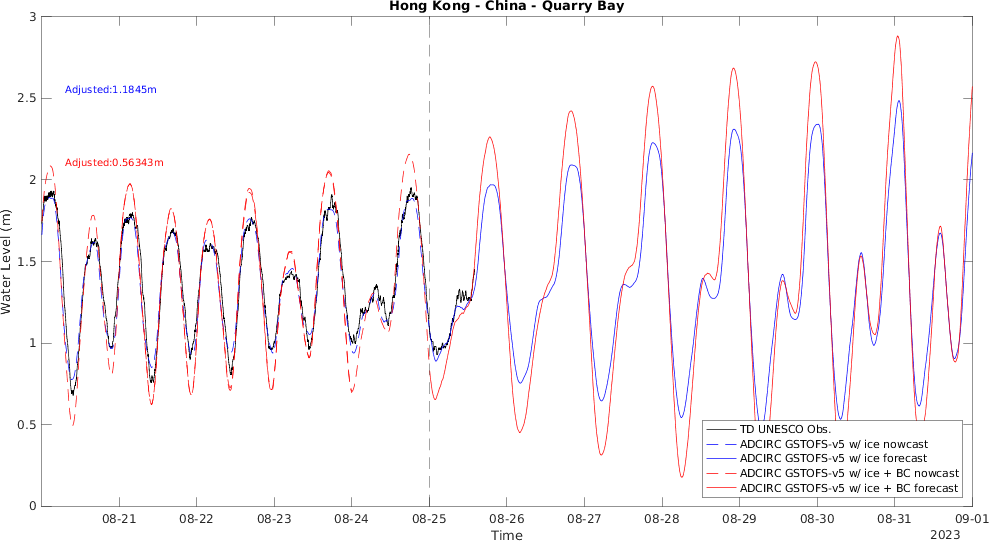 Hong Kong - China - Quarry Bay
3
2.5
2
1.5
1
0.5
0
Water Level (m)
Adjusted:1.1845m
Adjusted:0.56343m
TD UNESCO Obs.
ADCIRC GSTOFS-v5 w/ ice nowcast
ADCIRC GSTOFS-v5 w/ ice forecast
ADCIRC GSTOFS-v5 w/ ice + BC nowcast
ADCIRC GSTOFS-v5 w/ ice + BC forecast
08-21 08-22 08-23 08-24 08-25 08-26 08-27 08-28 08-29 08-30 08-31 09-01
Time
2023